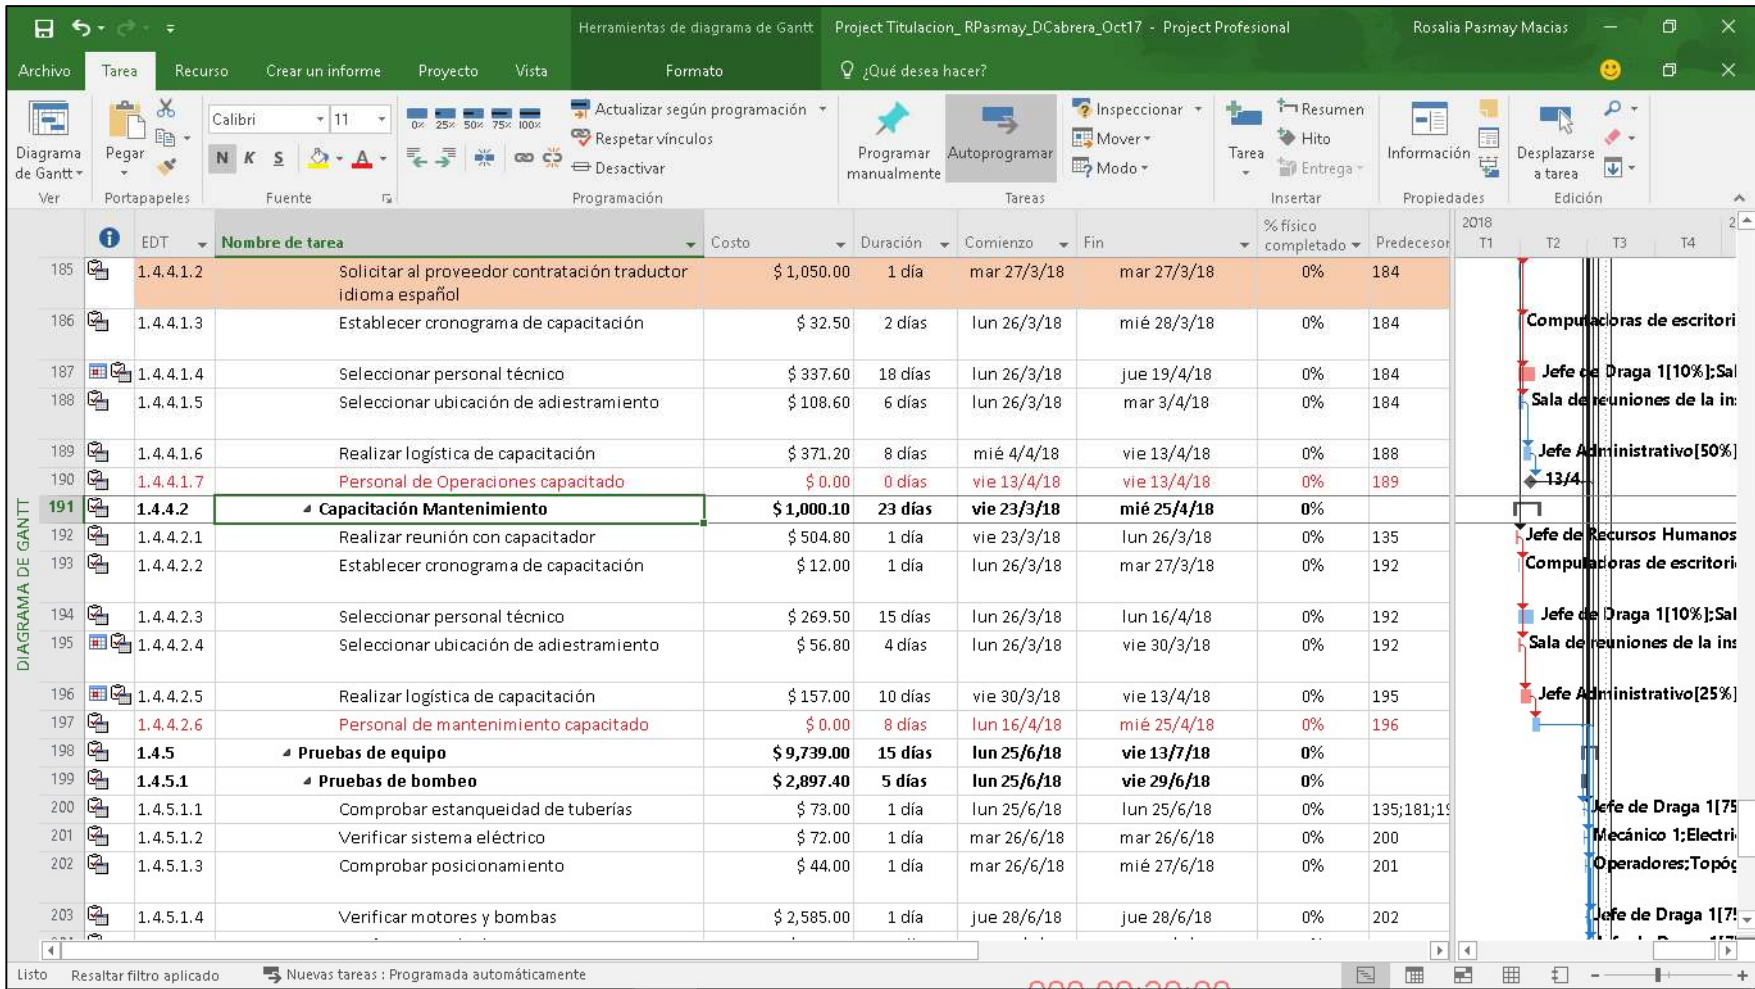 Herramientas de diagrama de Gantt Project Titulacion_ RPasmay_DCabrera_Oct17 - Project Profesional Rosalia Pasmay Macias
Archivo Tarea Recurso Crear un informe Proyecto Vista Formato ¿Qué desea hacer?
Diagrama de Gantt
Ver
Pegar
Portapapeles
Calibri 11
N K S A
Fuente
0% 25% 50% 75% 100%
Actualizar según programación
Respetar vínculos
Desactivar
Programación
Programar manualmente
Autoprogramar
Inspeccionar
Mover
Modo
Tareas
Tarea
Resumen
Hito
Entrega
Insertar
Información
Propiedades
Desplazarse a tarea
Edición
EDT Nombre de tarea Costo Duración Comienzo Fin % físico completado Predecesor
2018
T1 T2 T3 T4
185 1.4.4.1.2 Solicitar al proveedor contratación traductor $ 1,050.00 1 día mar 27/3/18 mar 27/3/18 0% 184
idioma español
186 1.4.4.1.3 Establecer cronograma de capacitación $ 32.50 2 días lun 26/3/18 mié 28/3/18 0% 184 Computadoras de escritori
187 1.4.4.1.4 Seleccionar personal técnico $ 337.60 18 días lun 26/3/18 jue 19/4/18 0% 184 Jefe de Draga 1[10%];Sal
188 1.4.4.1.5 Seleccionar ubicación de adiestramiento $ 108.60 6 días lun 26/3/18 mar 3/4/18 0% 184 Sala de reuniones de la in
189 1.4.4.1.6 Realizar logística de capacitación $ 371.20 8 días mié 4/4/18 vie 13/4/18 0% 188 Jefe Administrativo[50%]
190 1.4.4.1.7 Personal de Operaciones capacitado $ 0.00 0 días vie 13/4/18 vie 13/4/18 0% 189 13/4
191 1.4.4.2 Capacitación Mantenimiento $ 1,000.10 23 días vie 23/3/18 mié 25/4/18 0%
192 1.4.4.2.1 Realizar reunión con capacitador $ 504.80 1 día vie 23/3/18 lun 26/3/18 0% 135 Jefe de Recursos Humanos
193 1.4.4.2.2 Establecer cronograma de capacitación $ 12.00 1 día lun 26/3/18 mar 27/3/18 0% 192 Computadoras de escritori
194 1.4.4.2.3 Seleccionar personal técnico $ 269.50 15 días lun 26/3/18 lun 16/4/18 0% 192 Jefe de Draga 1[10%];Sal
195 1.4.4.2.4 Seleccionar ubicación de adiestramiento $ 56.80 4 días lun 26/3/18 vie 30/3/18 0% 192 Sala de reuniones de la ins
196 1.4.4.2.5 Realizar logística de capacitación $ 157.00 10 días vie 30/3/18 vie 13/4/18 0% 195 Jefe Administrativo[25%]
197 1.4.4.2.6 Personal de mantenimiento capacitado $ 0.00 8 días lun 16/4/18 mié 25/4/18 0% 196
198 1.4.5 Pruebas de equipo $ 9,739.00 15 días lun 25/6/18 vie 13/7/18 0%
199 1.4.5.1 Pruebas de bombeo $ 2,897.40 5 días lun 25/6/18 vie 29/6/18 0%
200 1.4.5.1.1 Comprobar estanqueidad de tuberías $ 73.00 1 día lun 25/6/18 lun 25/6/18 0% 135;181;19 Jefe de Draga 1[75
201 1.4.5.1.2 Verificar sistema eléctrico $ 72.00 1 día mar 26/6/18 mar 26/6/18 0% 200 Mecánico 1;Electri
202 1.4.5.1.3 Comprobar posicionamiento $ 44.00 1 día mar 26/6/18 mié 27/6/18 0% 201 Operadores;Topóg
203 1.4.5.1.4 Verificar motores y bombas $ 2,585.00 1 día jue 28/6/18 jue 28/6/18 0% 202 Jefe de Draga 1[7
DIAGRAMA DE GANTT
Listo Resaltar filtro aplicado Nuevas tareas : Programada automáticamente